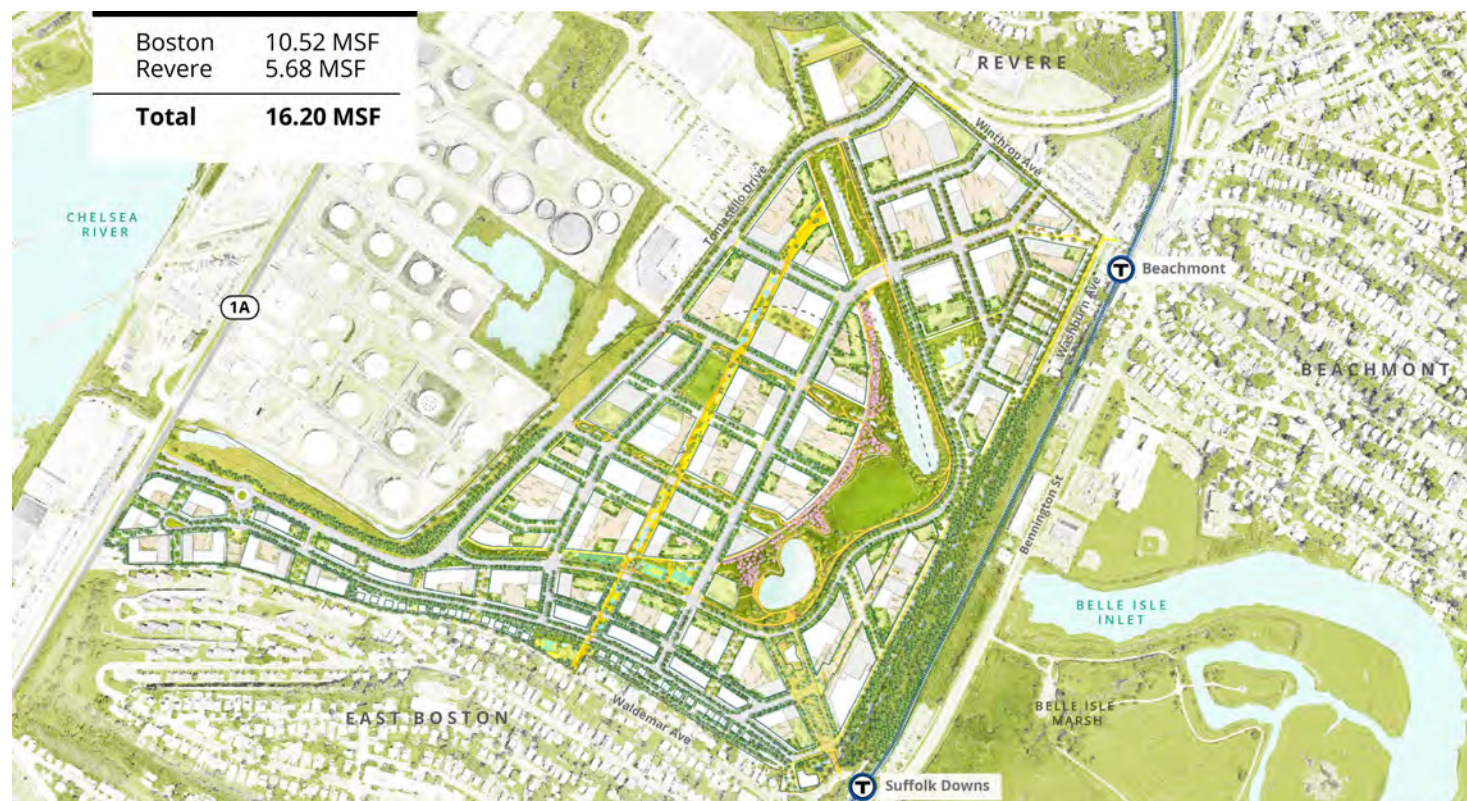 Boston 10.52 MSF
Revere 5.68 MSF
Total 16.20 MSF
REVERE
Winthrop Ave
Tomasello Drive
CHELSEA
RIVER
T Beachmont
1A
Washburn Ave
BEACHMONT
Bennington St
BELLE ISLE
INLET
BELLE ISLE
MARSH
EAST BOSTON
Waldemar Ave
T Suffolk Downs